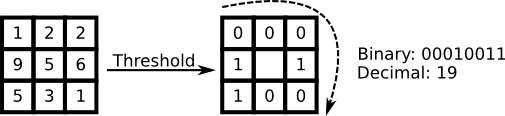 1 2 2
9 5 6
5 3 1
Threshold
0 0 0
1 1
1 0 0
Binary: 00010011
Decimal: 19